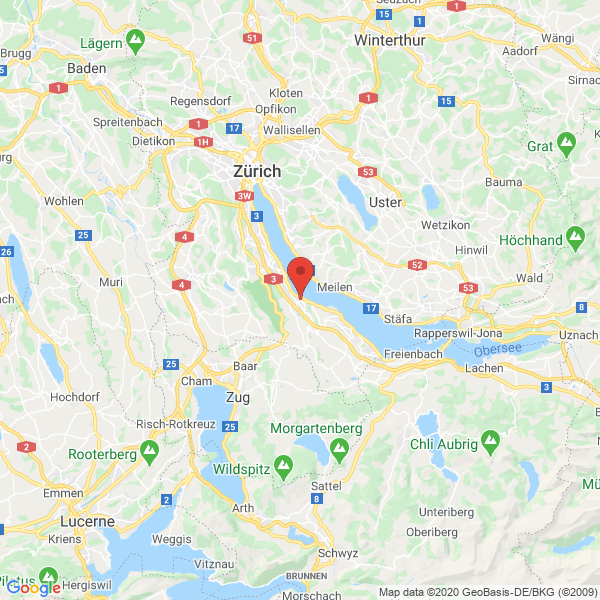 Seuzach
1
Wängi
51
Winterthur
Aadorf
Lägern
Brugg
Baden
Sirnac
1
Kloten
1
15
15
Regensdorf
Opfikon
Spreitenbach
1
17
Wallisellen
Dietikon
1H
Grat
Zürich
53
Bauma
3W
Wohlen
Uster
3
Wetzikon
25
4
26
Hinwil
Höchhand
52
3
Muri
4
Meilen
53
Wald
17
8
Stäfa
Rapperswil-Jona
Uznach
Obersee
25
Baar
Freienbach
Lachen
Cham
3
Hordorf
Zug
Risch-Rotkreuz
25
Morgartenberg
2
Chli Aubrig
Rooterberg
Wildspitz
Emmen
2
8
Sattel
Arth
Unteriberg
Lucerne
Oberiberg
Kriens
Weggis
Schwyz
Vitznau
Hergiswil
BRUNNEN
Morschach
Google
Map data ©2020 GeoBasis-DE/BKG (©2009)